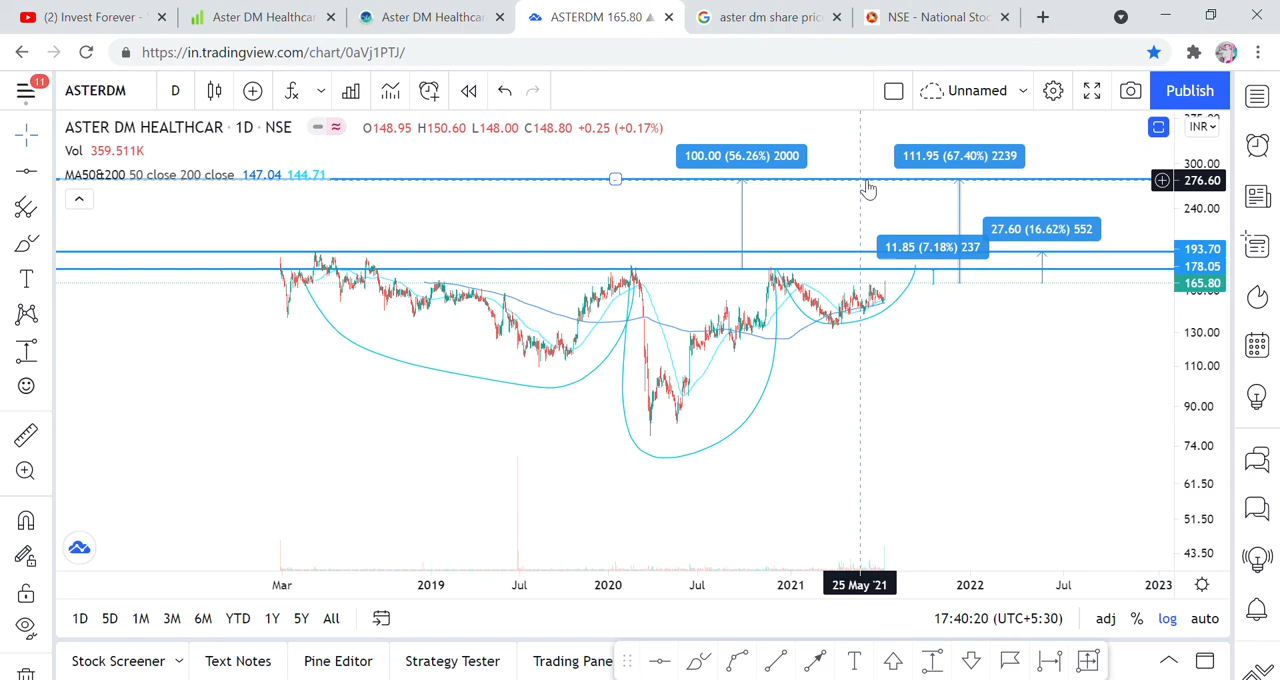 (2) Invest Forever -
Aster DM Healthcar
Aster DM Healthcar
ASTERDM 165.80
aster dm share pric
NSE - National Stoc
https://in.tradingview.com/chart/0aVj1PTJ/
11
ASTERDM
D
Unnamed
Publish
ASTER DM HEALTHCAR · 1D · NSE
O148.95 H150.60 L148.00 C148.80 +0.25 (+0.17%)
INR
Vol 359.511K
MA50&200 50 close 200 close 147.04 144.71
100.00 (56.26%) 2000
111.95 (67.40%) 2239
27.60 (16.62%) 552
11.85 (7.18%) 237
300.00
276.60
240.00
193.70
178.05
165.80
130.00
110.00
90.00
74.00
61.50
51.50
43.50
Mar
2019
Jul
2020
Jul
2021
25 May '21
2022
Jul
2023
1D 5D 1M 3M 6M YTD 1Y 5Y All
17:40:20 (UTC+5:30)
adj % log auto
Stock Screener
Text Notes
Pine Editor
Strategy Tester
Trading Pane